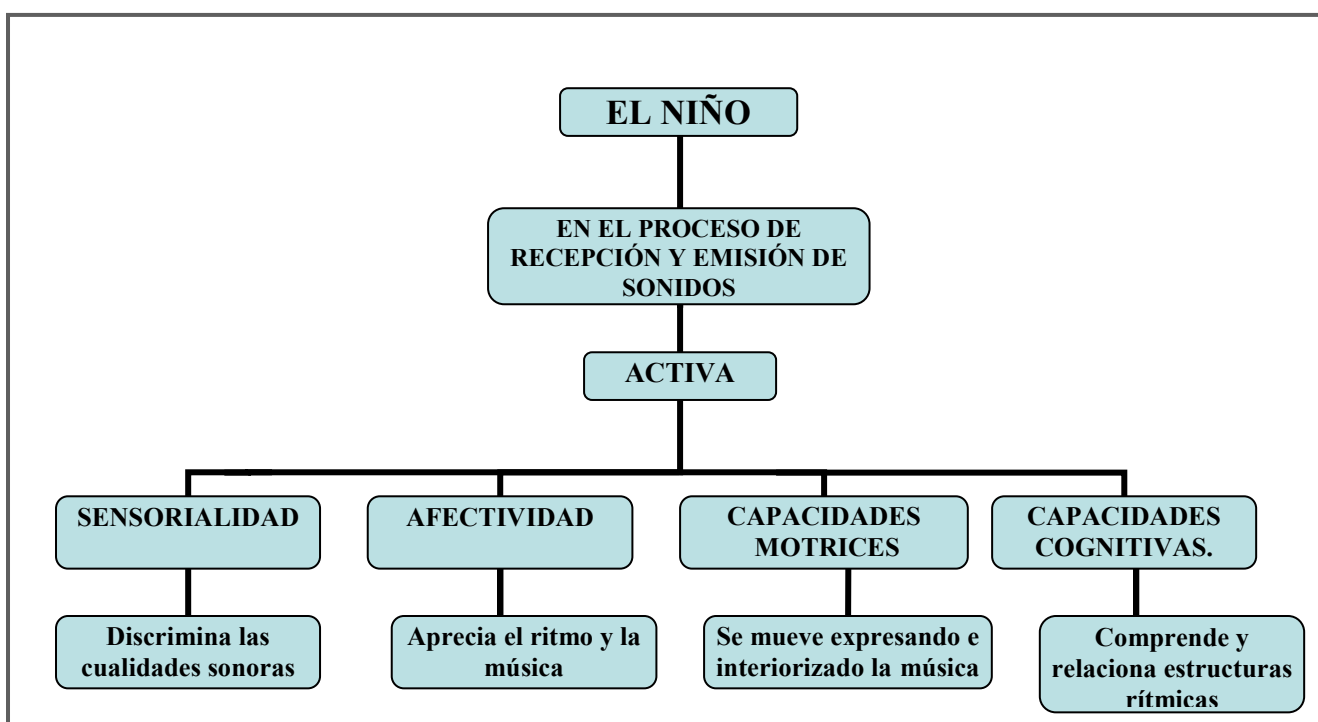 EL NIÑO
EN EL PROCESO DE
RECEPCIÓN Y EMISIÓN DE
SONIDOS
ACTIVA
SENSORIALIDAD
AFECTIVIDAD
CAPACIDADES
MOTRICES
CAPACIDADES
COGNITIVAS.
Discrimina las
cualidades sonoras
Aprecia el ritmo y la
música
Se mueve expresando e
interiorizado la música
Comprende y
relaciona estructuras
rítmicas